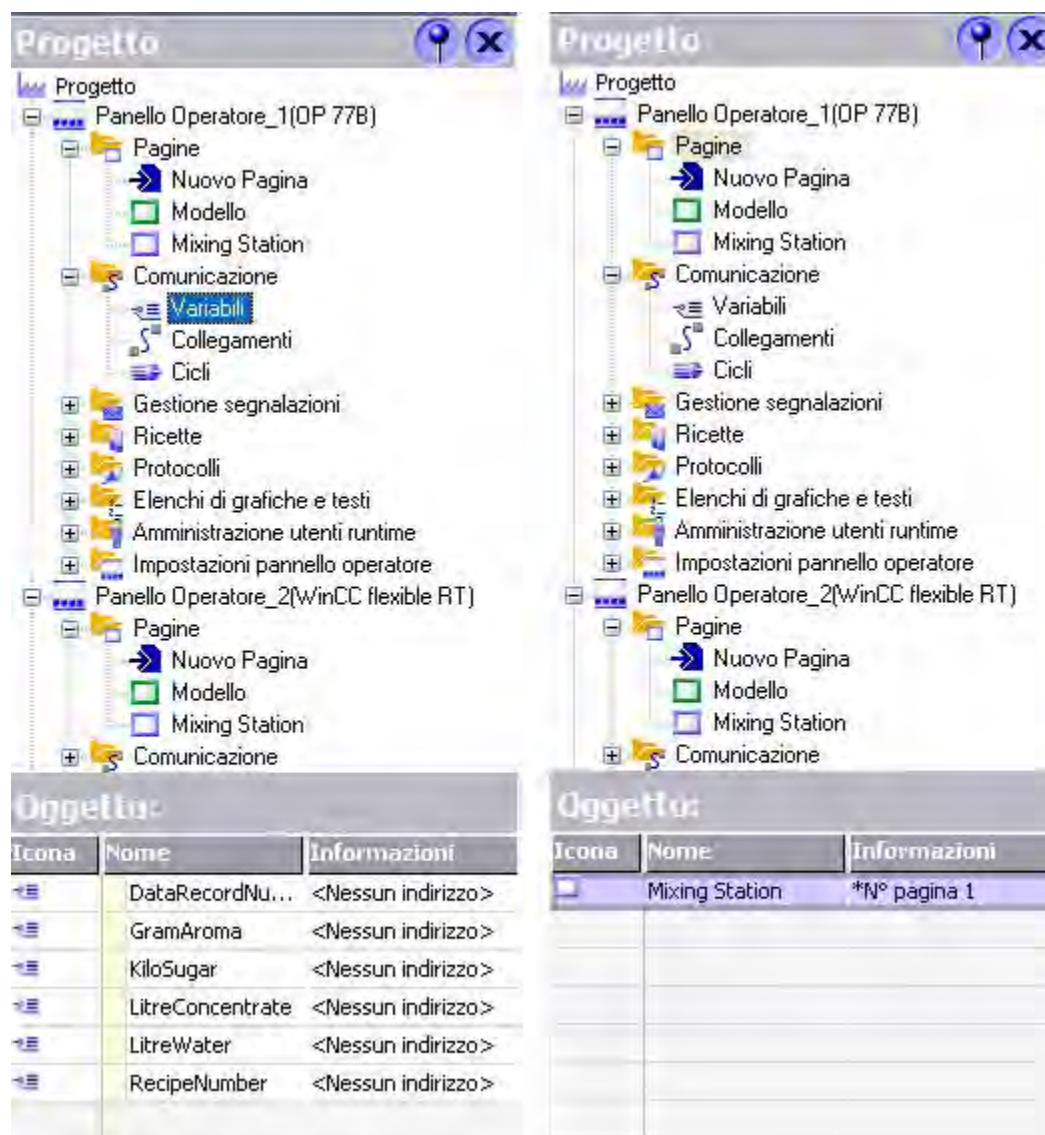 Progetto
Progetto
Panello Operatore_1(OP 77B)
Pagine
Nuovo Pagina
Modello
Mixing Station
Comunicazione
Variabili
Collegamenti
Cicli
Gestione segnalazioni
Ricette
Protocolli
Elenchi di grafiche e testi
Amministrazione utenti runtime
Impostazioni pannello operatore
Panello Operatore_2(WinCC flexible RT)
Pagine
Nuovo Pagina
Modello
Mixing Station
Comunicazione
Oggetto:
Icona Nome Informazioni
DataRecordNu... <Nessun indirizzo>
GramAroma <Nessun indirizzo>
KiloSugar <Nessun indirizzo>
LitreConcentrate <Nessun indirizzo>
LitreWater <Nessun indirizzo>
RecipeNumber <Nessun indirizzo>
Progetto
Progetto
Panello Operatore_1(OP 77B)
Pagine
Nuovo Pagina
Modello
Mixing Station
Comunicazione
Variabili
Collegamenti
Cicli
Gestione segnalazioni
Ricette
Protocolli
Elenchi di grafiche e testi
Amministrazione utenti runtime
Impostazioni pannello operatore
Panello Operatore_2(WinCC flexible RT)
Pagine
Nuovo Pagina
Modello
Mixing Station
Comunicazione
Oggetto:
Icona Nome Informazioni
Mixing Station *N° pagina 1